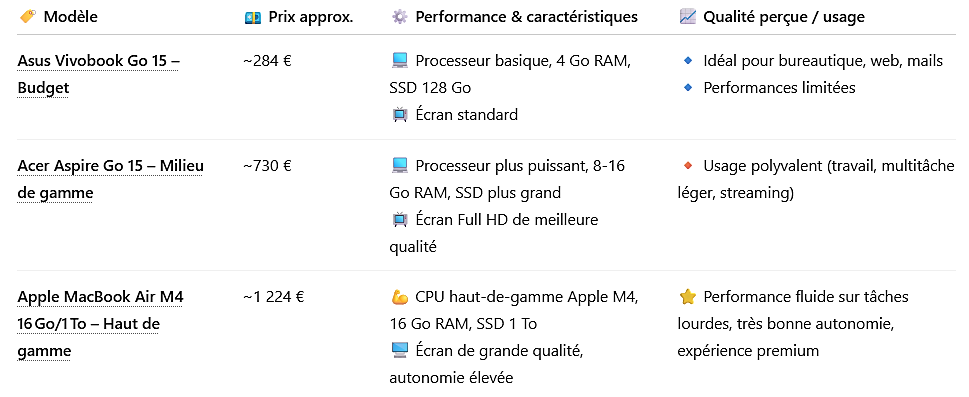 🏷️ Modèle 💶 Prix approx. ⚙️ Performance & caractéristiques 📈 Qualité perçue / usage
Asus Vivobook Go 15 –
Budget
~284 €
💻 Processeur basique, 4 Go RAM,
SSD 128 Go
📺 Écran standard
🔹 Idéal pour bureautique, web, mails
🔹 Performances limitées
Acer Aspire Go 15 – Milieu
de gamme
~730 €
💻 Processeur plus puissant, 8-16
Go RAM, SSD plus grand
📺 Écran Full HD de meilleure
qualité
🔸 Usage polyvalent (travail, multitâche
léger, streaming)
Apple MacBook Air M4
16 Go/1 To – Haut de
gamme
~1 224 €
💪 CPU haut-de-gamme Apple M4,
16 Go RAM, SSD 1 To
🖥️ Écran de grande qualité,
autonomie élevée
⭐ Performance fluide sur tâches
lourdes, très bonne autonomie,
expérience premium